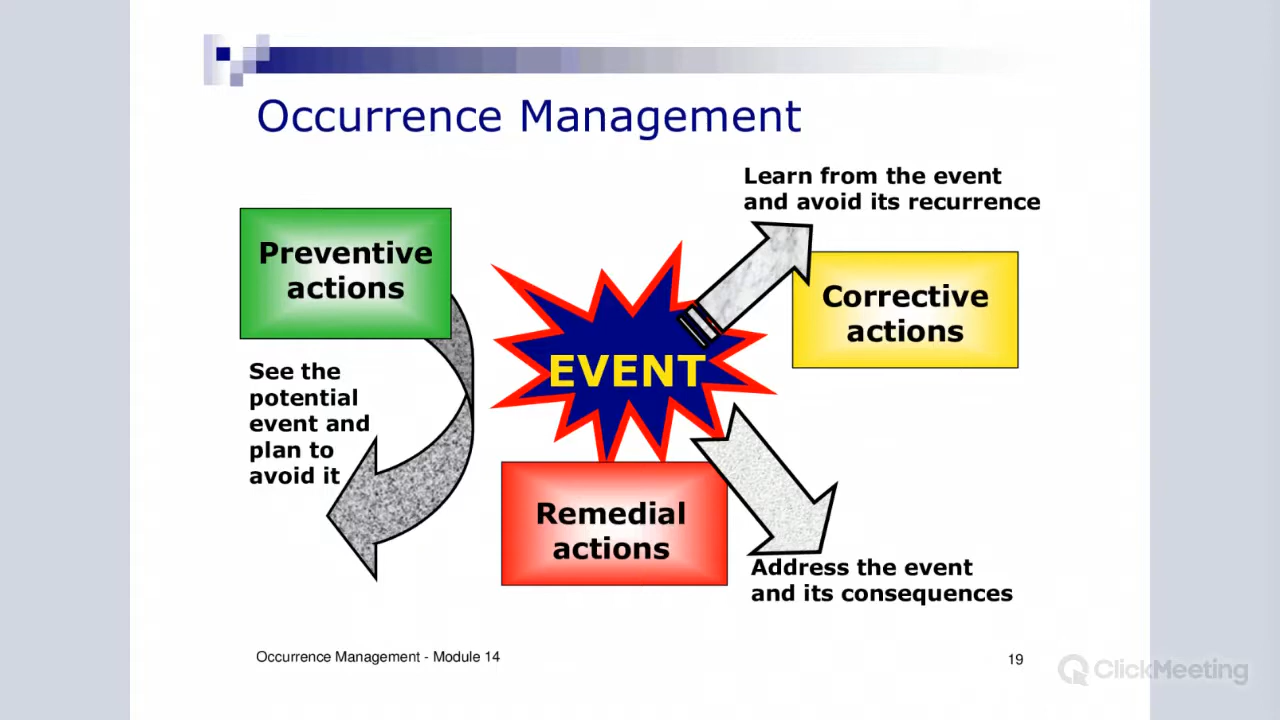 Occurrence Management
Learn from the event
and avoid its recurrence
Preventive
actions
Corrective
actions
EVENT
See the
potential
event and
plan to
avoid it
Remedial
actions
Address the event
and its consequences
Occurrence Management - Module 14
19
ClickMeeting